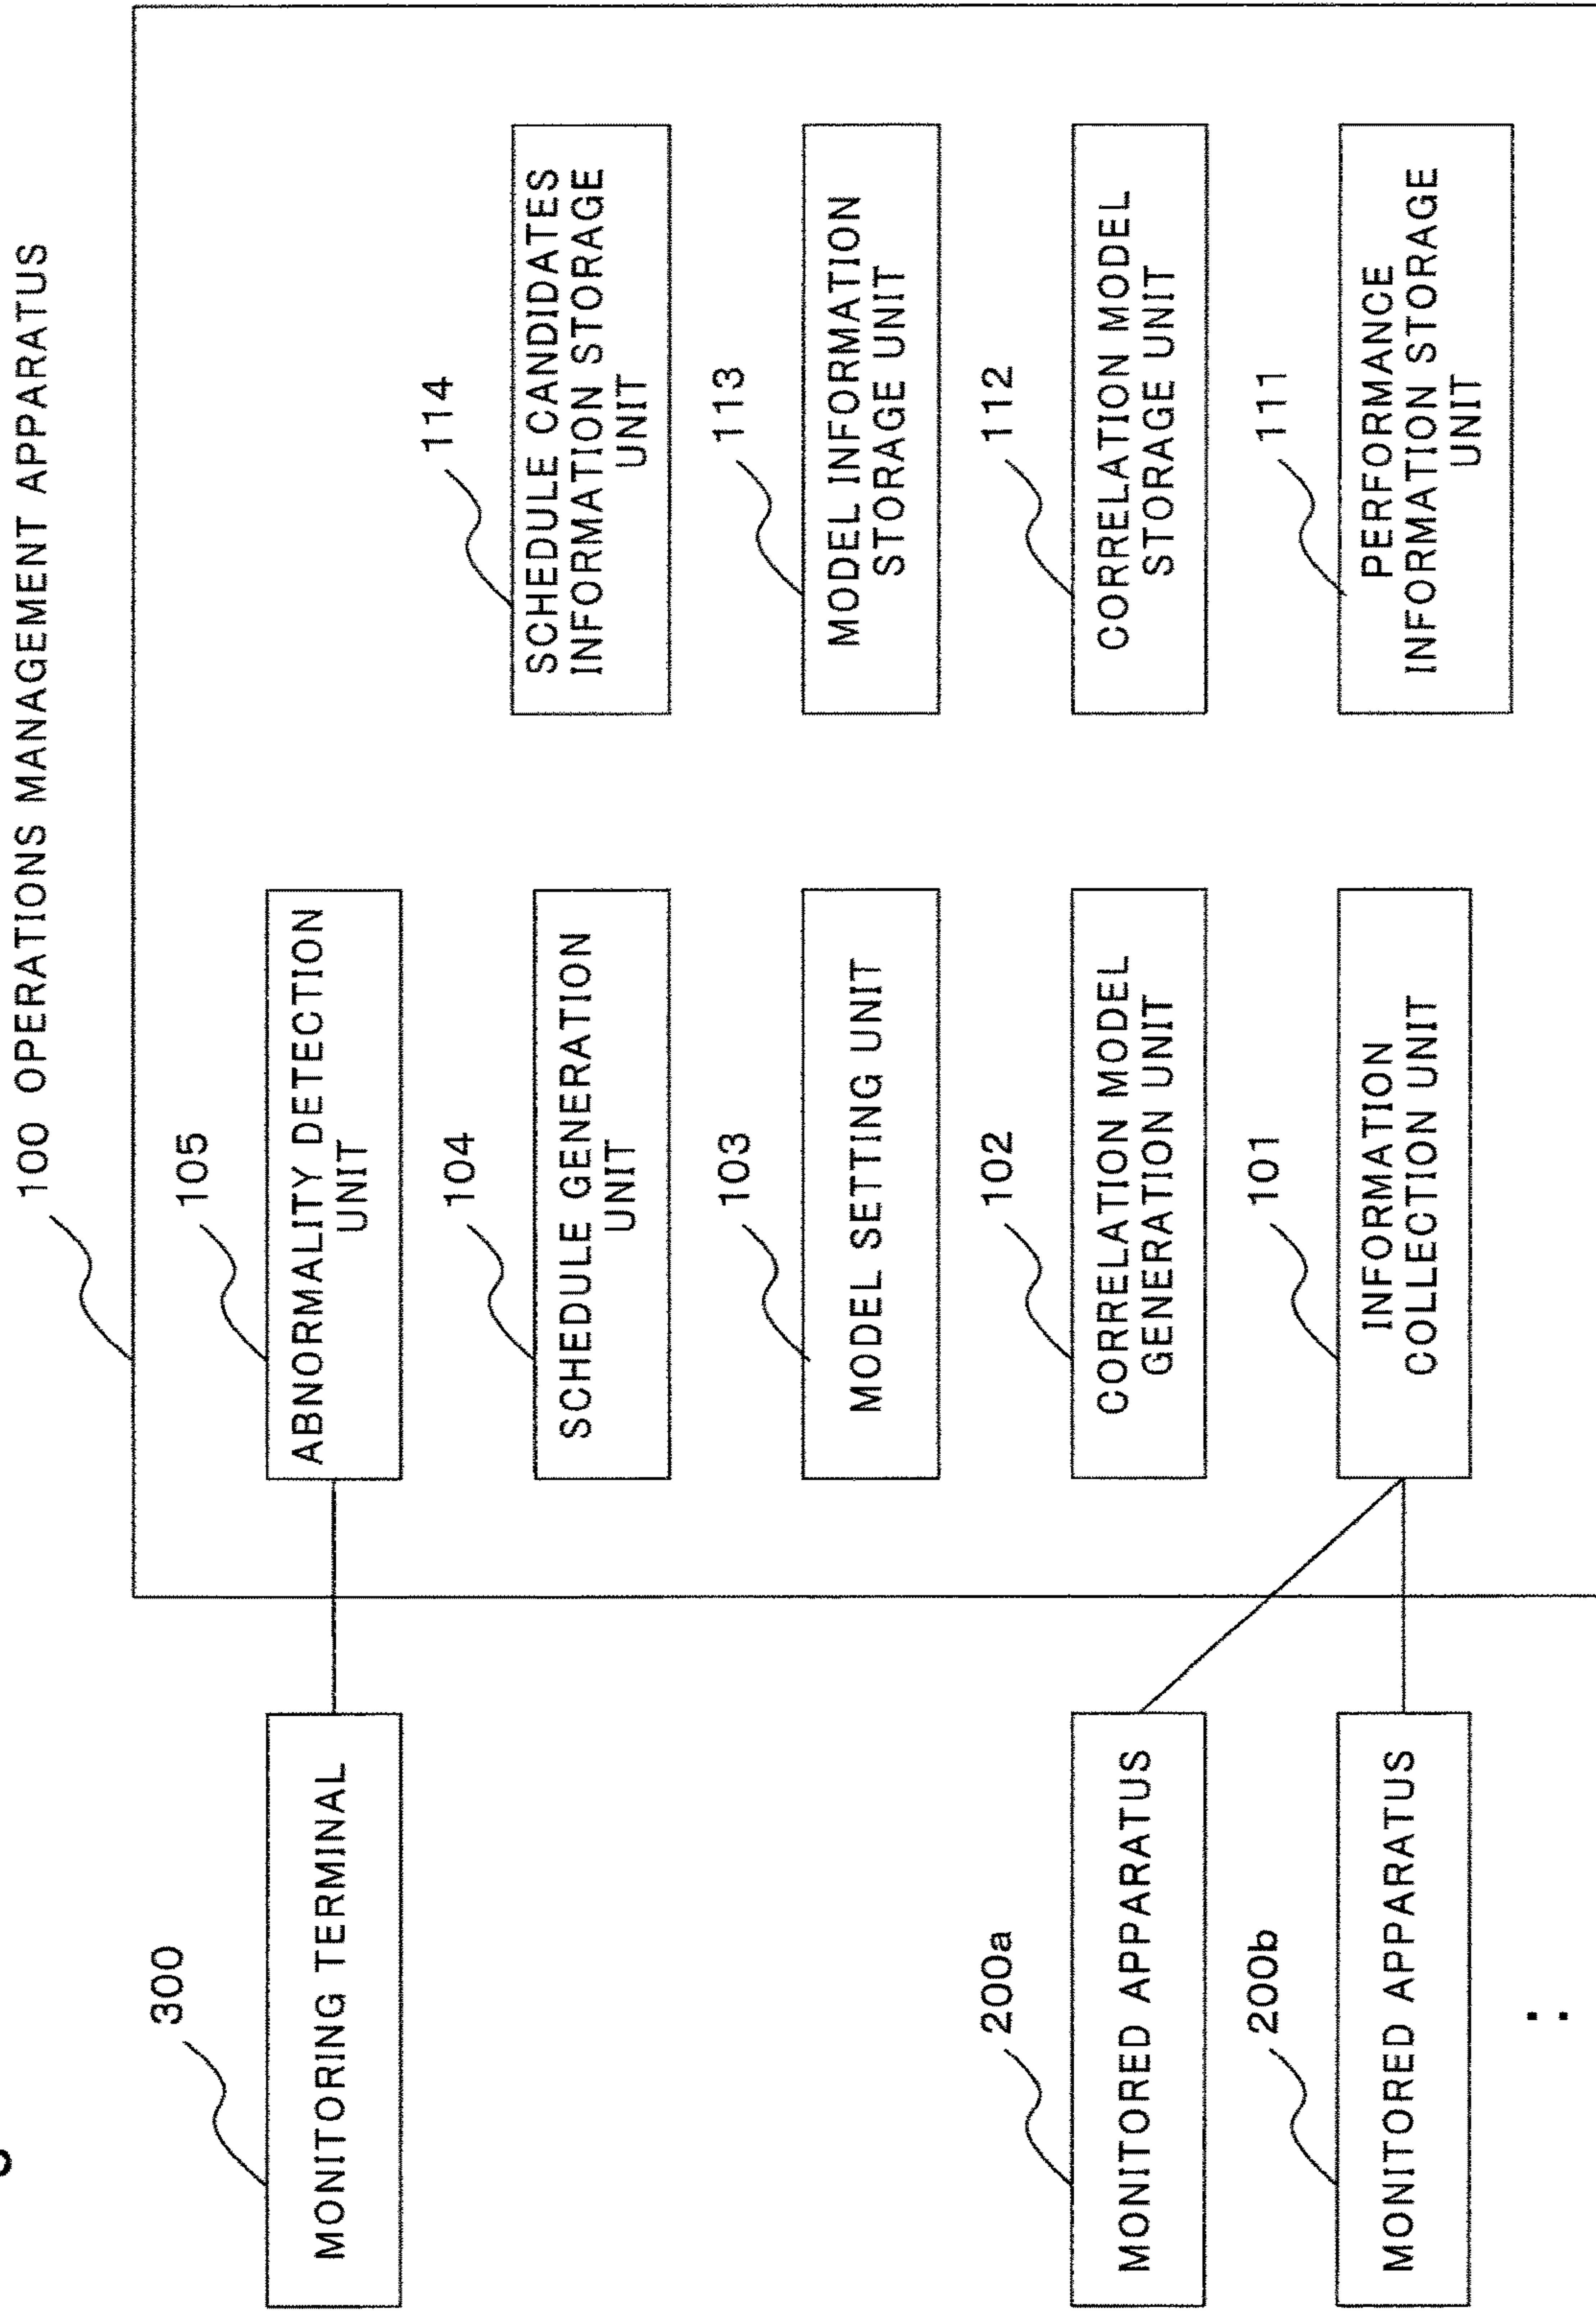 100 OPERATIONS MANAGEMENT APPARATUS
300
MONITORING TERMINAL
105
ABNORMALITY DETECTION
UNIT
104
SCHEDULE GENERATION
UNIT
114
SCHEDULE CANDIDATES
INFORMATION STORAGE
UNIT
103
MODEL SETTING UNIT
113
MODEL INFORMATION
STORAGE UNIT
200a
MONITORED APPARATUS
102
CORRELATION MODEL
GENERATION UNIT
112
CORRELATION MODEL
STORAGE UNIT
200b
MONITORED APPARATUS
101
INFORMATION
COLLECTION UNIT
111
PERFORMANCE
INFORMATION STORAGE
UNIT